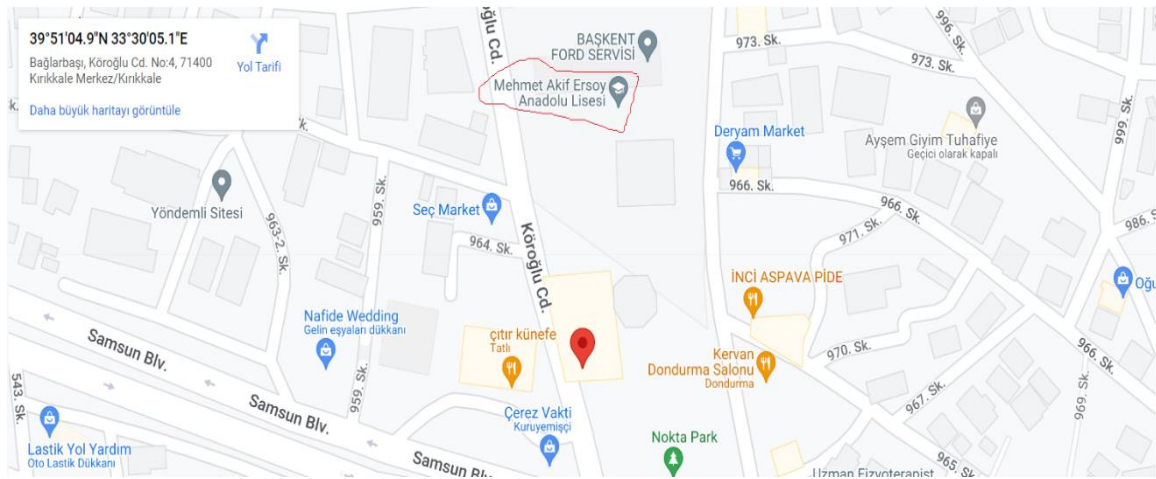 39°51'04.9"N 33°30'05.1"E
Bağlarbaşı, Köroğlu Cd. No:4, 71400
Kırıkkale Merkez/Kırıkkale
Yol Tarifi
Daha büyük haritayı görüntüle
Köroğlu Cd.
BAŞKENT
FORD SERVİSİ
Mehmet Akif Ersoy
Anadolu Lisesi
973. Sk.
973. Sk.
996. Sk.
999. Sk.
Deryam Market
Ayşem Giyim Tuhafiye
Geçici olarak kapalı
966. Sk.
966. Sk.
986. S
Yöndemli Sitesi
963-2. Sk.
959. Sk.
Seç Market
964. Sk.
Köroğlu Cd.
971. Sk.
İNCİ ASPAVA PİDE
Oğu
Nafide Wedding
Gelin eşyaları dükkanı
Samsun Blv.
çıtır künefe
Tatlı
Kervan
Dondurma Salonu
Dondurma
970. Sk.
966. Sk.
543. Sk.
Samsun Blv.
959. Sk.
967. Sk.
969. Sk.
Çerez Vakti
Kuruyemişçi
Lastik Yol Yardım
Oto Lastik Dükkanı
Samsun Blv.
Nokta Park
965. Sk.
Uzman Fizyoterapist